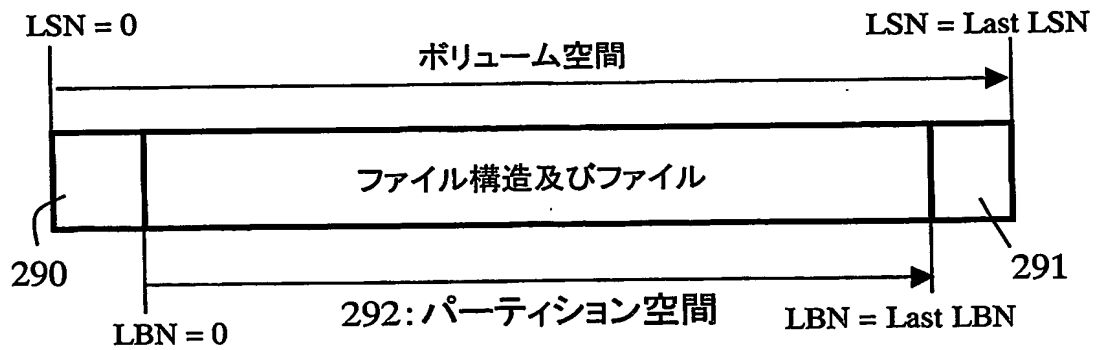 LSN = 0
LSN = Last LSN
ボリューム空間
ファイル構造及びファイル
290
291
292:パーティション空間
LBN = 0
LBN = Last LBN